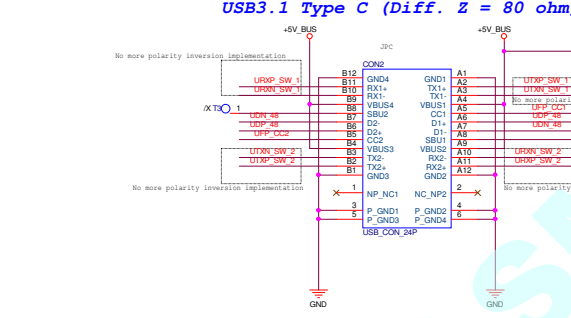 USB3.1 Type C (Diff. Z = 80 ohm
+5V_BUS
+5V_BUS
JPC
No more polarity inversion implementation
CON2
B12 GND4 GND1 A1
URXP_SW_1 B11 RX1+ TX1+ A2 UTXP_SW_1
URXN_SW_1 B10 RX1- TX1- A3 UTXN_SW_1
B9 VBUS4 VBUS1 A4 No more polari
/X T3 1 B8 SBU2 CC1 A5 UFP_CC1
UDN_48 B7 D2- D1+ A6 UDP_48
UDP_48 B6 D2+ D1- A7 UDN_48
UFP_CC2 B5 CC2 SBU1 A8
B4 VBUS3 VBUS2 A9
UTXN_SW_2 B3 TX2- RX2- A10 URXN_SW_2
UTXP_SW_2 B2 TX2+ RX2+ A11 URXP_SW_2
B1 GND3 GND2 A12
No more polarity inversion implementation
1 NP_NC1 NC_NP2 2
No more polarity
3 P_GND1 P_GND2 4
5 P_GND3 P_GND4 6
USB_CON_24P
GND
GND